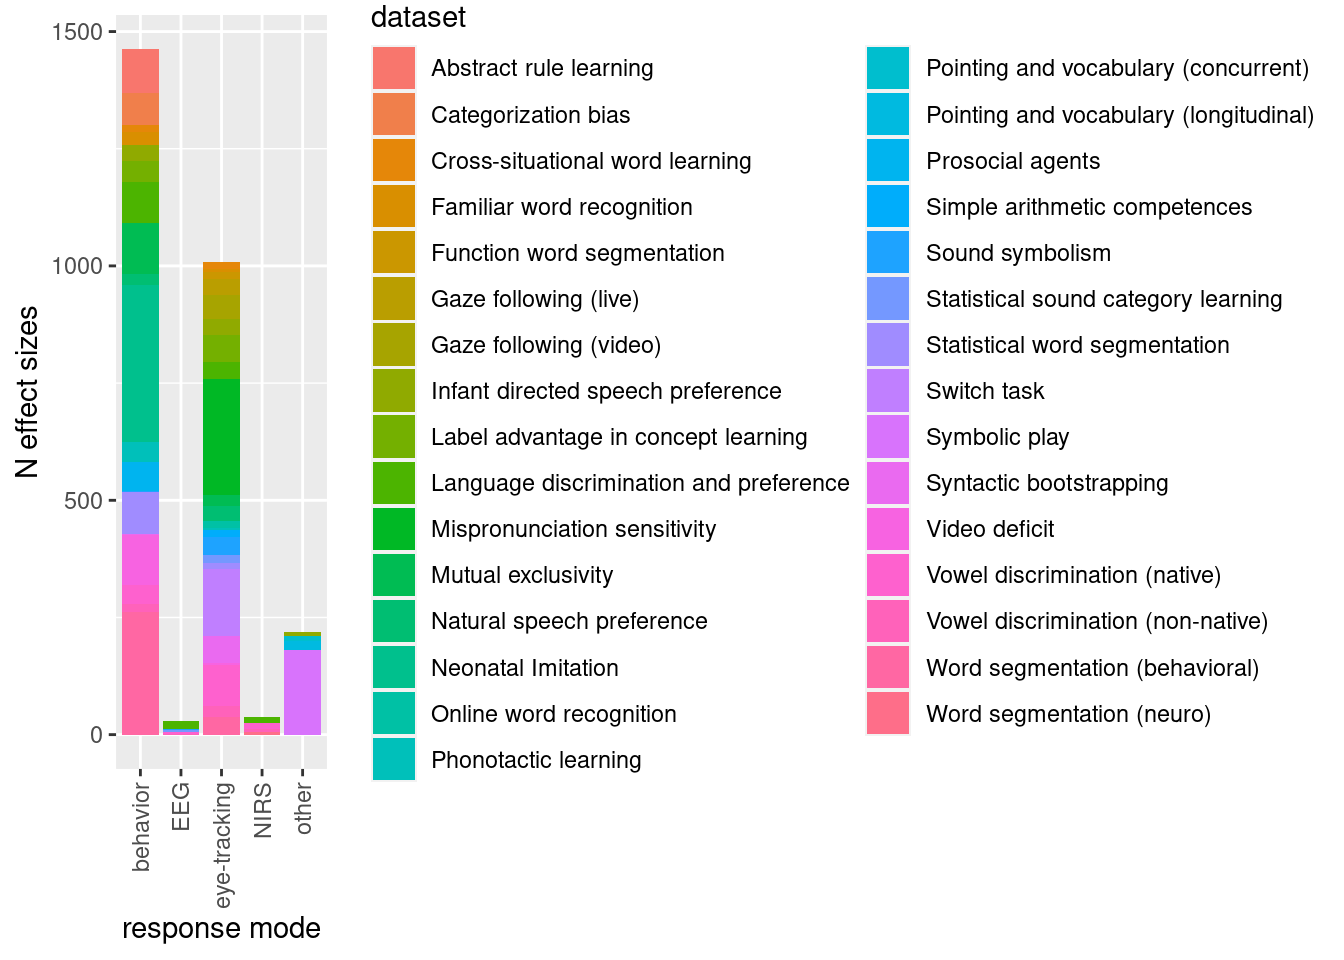 dataset
Abstract rule learning
Categorization bias
Cross-situational word learning
Familiar word recognition
Function word segmentation
Gaze following (live)
Gaze following (video)
Infant directed speech preference
Label advantage in concept learning
Language discrimination and preference
Mispronunciation sensitivity
Mutual exclusivity
Natural speech preference
Neonatal Imitation
Online word recognition
Phonotactic learning
Pointing and vocabulary (concurrent)
Pointing and vocabulary (longitudinal)
Prosocial agents
Simple arithmetic competences
Sound symbolism
Statistical sound category learning
Statistical word segmentation
Switch task
Symbolic play
Syntactic bootstrapping
Video deficit
Vowel discrimination (native)
Vowel discrimination (non-native)
Word segmentation (behavioral)
Word segmentation (neuro)
N effect sizes
1500
1000
500
0
behavior
EEG
eye-tracking
NIRS
other
response mode